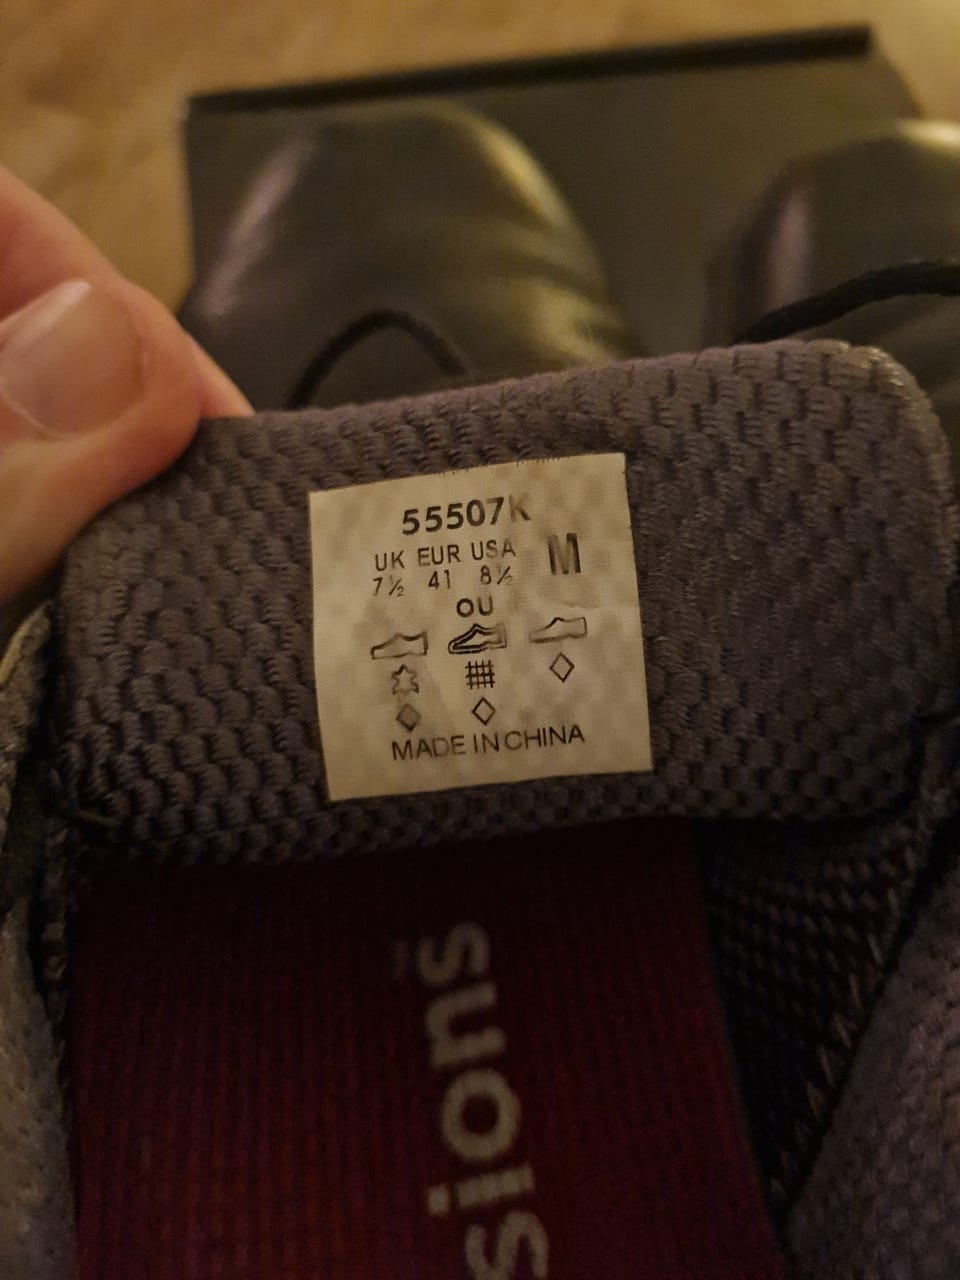 55507K
UK EUR USA M
7½ 41 8½
OU
MADE IN CHINA
sions